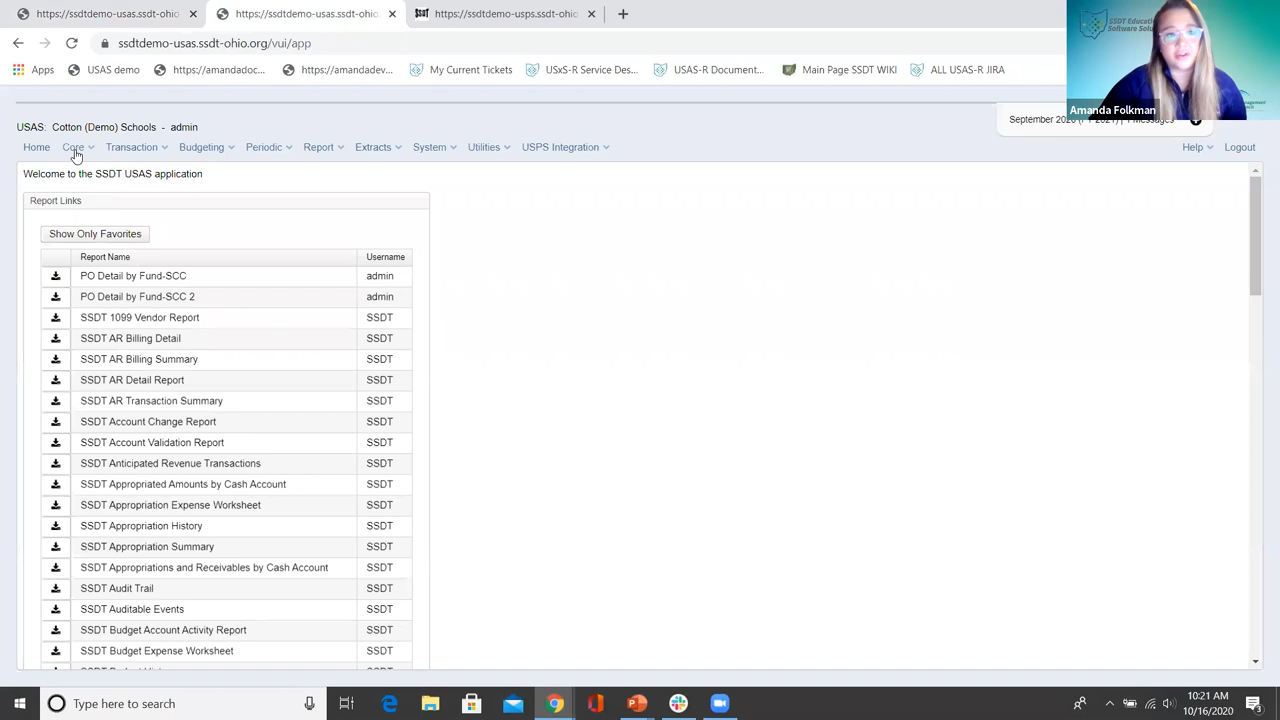 https://ssdtdemo-usas.ssdt-ohio
https://ssdtdemo-usas.ssdt-ohio.
https://ssdtdemo-usps.ssdt-ohio
ssdtdemo-usas.ssdt-ohio.org/vui/app
Apps
USAS demo
https://amandadoc...
https://amandadev...
My Current Tickets
USxS-R Service Des...
USAS-R Document...
Main Page SSDT WIKI
ALL USAS-R JIRA
SSDT Educa
Software Solu
Amanda Folkman
USAS: Cotton (Demo) Schools - admin
Home
Core
Transaction
Budgeting
Periodic
Report
Extracts
System
Utilities
USPS Integration
Help
Logout
Welcome to the SSDT USAS application
Report Links
Show Only Favorites
Report Name Username
PO Detail by Fund-SCC admin
PO Detail by Fund-SCC 2 admin
SSDT 1099 Vendor Report SSDT
SSDT AR Billing Detail SSDT
SSDT AR Billing Summary SSDT
SSDT AR Detail Report SSDT
SSDT AR Transaction Summary SSDT
SSDT Account Change Report SSDT
SSDT Account Validation Report SSDT
SSDT Anticipated Revenue Transactions SSDT
SSDT Appropriated Amounts by Cash Account SSDT
SSDT Appropriation Expense Worksheet SSDT
SSDT Appropriation History SSDT
SSDT Appropriation Summary SSDT
SSDT Appropriations and Receivables by Cash Account SSDT
SSDT Audit Trail SSDT
SSDT Auditable Events SSDT
SSDT Budget Account Activity Report SSDT
SSDT Budget Expense Worksheet SSDT
Type here to search
10:21 AM
10/16/2020